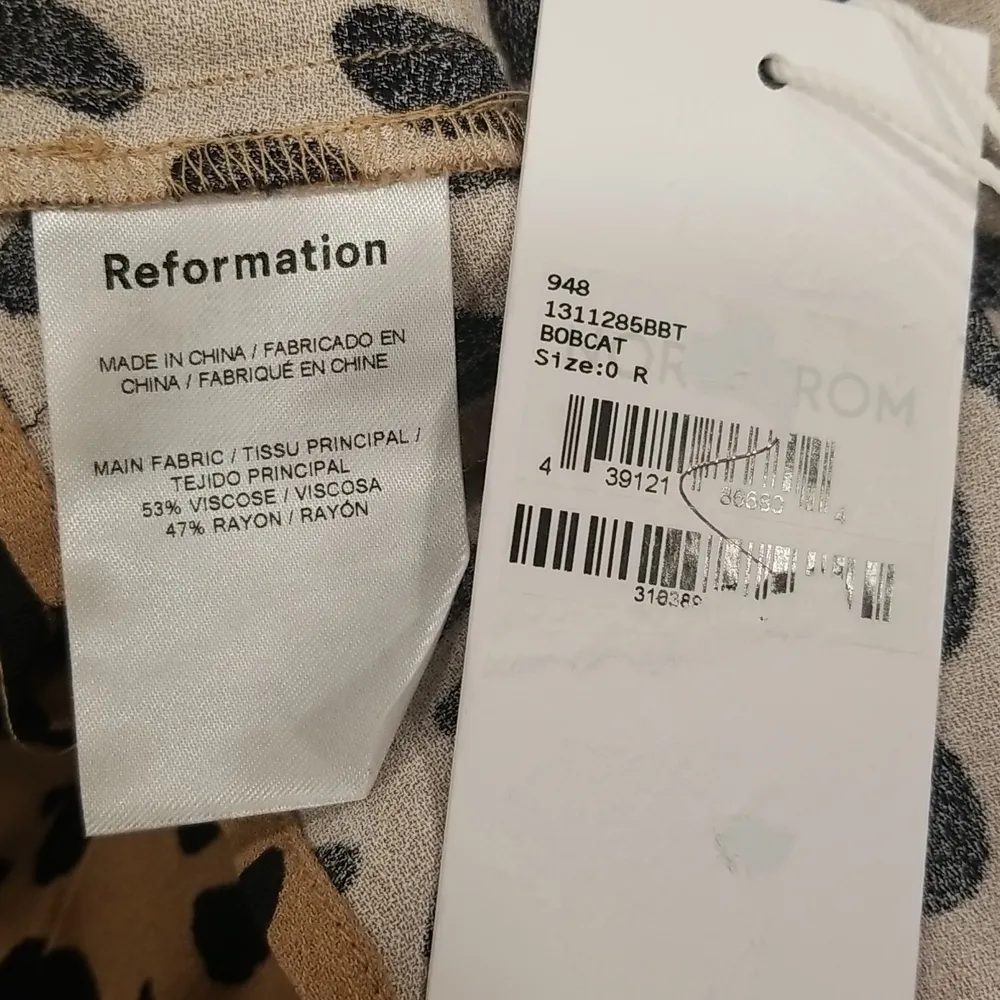 Reformation
MADE IN CHINA / FABRICADO EN
CHINA / FABRIQUÉ EN CHINE
MAIN FABRIC / TISSU PRINCIPAL /
TEJIDO PRINCIPAL
53% VISCOSE / VISCOSA
47% RAYON / RAYÓN
948
1311285BBT
BOBCAT
Size:0 R
4 39121 4